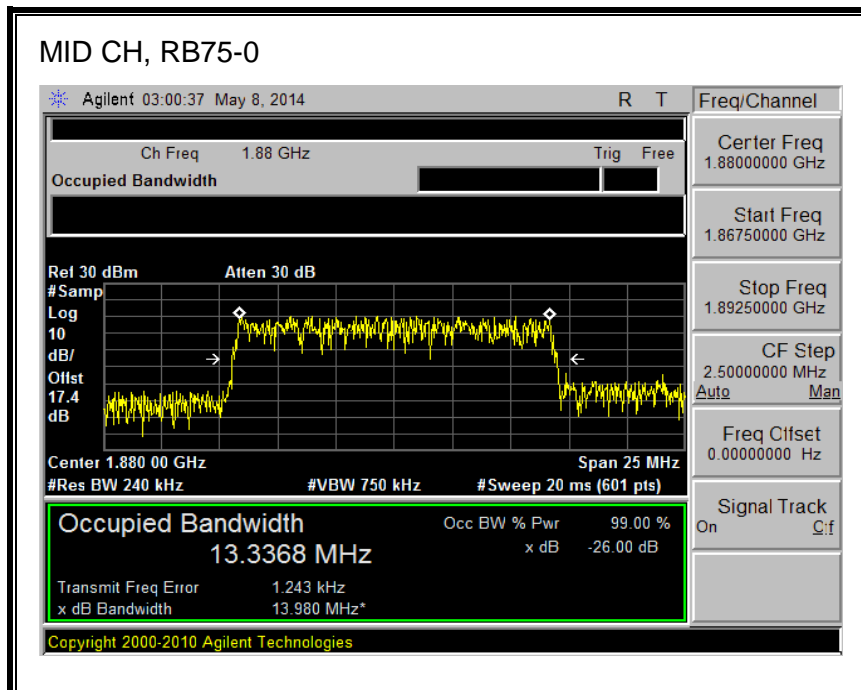 MID CH, RB75-0
Agilent 03:00:37 May 8, 2014 R T
Freq/Channel
Ch Freq 1.88 GHz Trig Free
Occupied Bandwidth
Center Freq
1.88000000 GHz
Start Freq
1.86750000 GHz
Stop Freq
1.89250000 GHz
CF Step
2.50000000 MHz
Auto Man
Freq Offset
0.00000000 Hz
Signal Track
On Off
Ref 30 dBm Atten 30 dB
#Samp
Log
10
dB/
Offst
17.4
dB
Center 1.880 00 GHz Span 25 MHz
#Res BW 240 kHz #VBW 750 kHz #Sweep 20 ms (601 pts)
Occupied Bandwidth
13.3368 MHz
Occ BW % Pwr 99.00 %
x dB -26.00 dB
Transmit Freq Error 1.243 kHz
x dB Bandwidth 13.980 MHz*
Copyright 2000-2010 Agilent Technologies